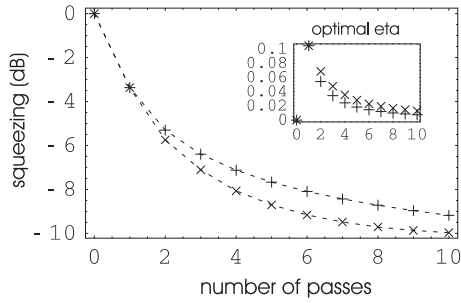 0
- 2
- 4
- 6
- 8
- 10
squeezing (dB)
0 2 4 6 8 10
number of passes
optimal eta
0.1
0.08
0.06
0.04
0.02
0
0 2 4 6 8 10